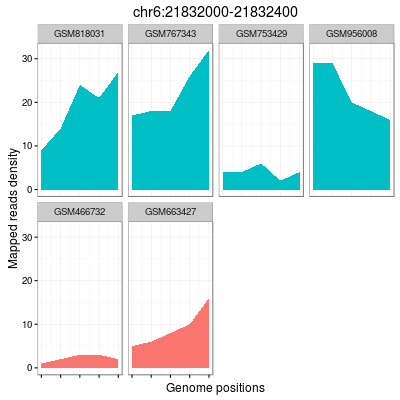 chr6:21832000-21832400
GSM818031 GSM767343 GSM753429 GSM956008
30
20
10
0
GSM466732 GSM663427
30
20
10
0
Mapped reads density
Genome positions